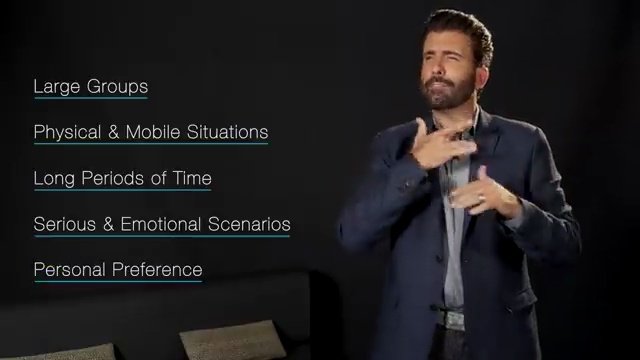 Large Groups
Physical & Mobile Situations
Long Periods of Time
Serious & Emotional Scenarios
Personal Preference